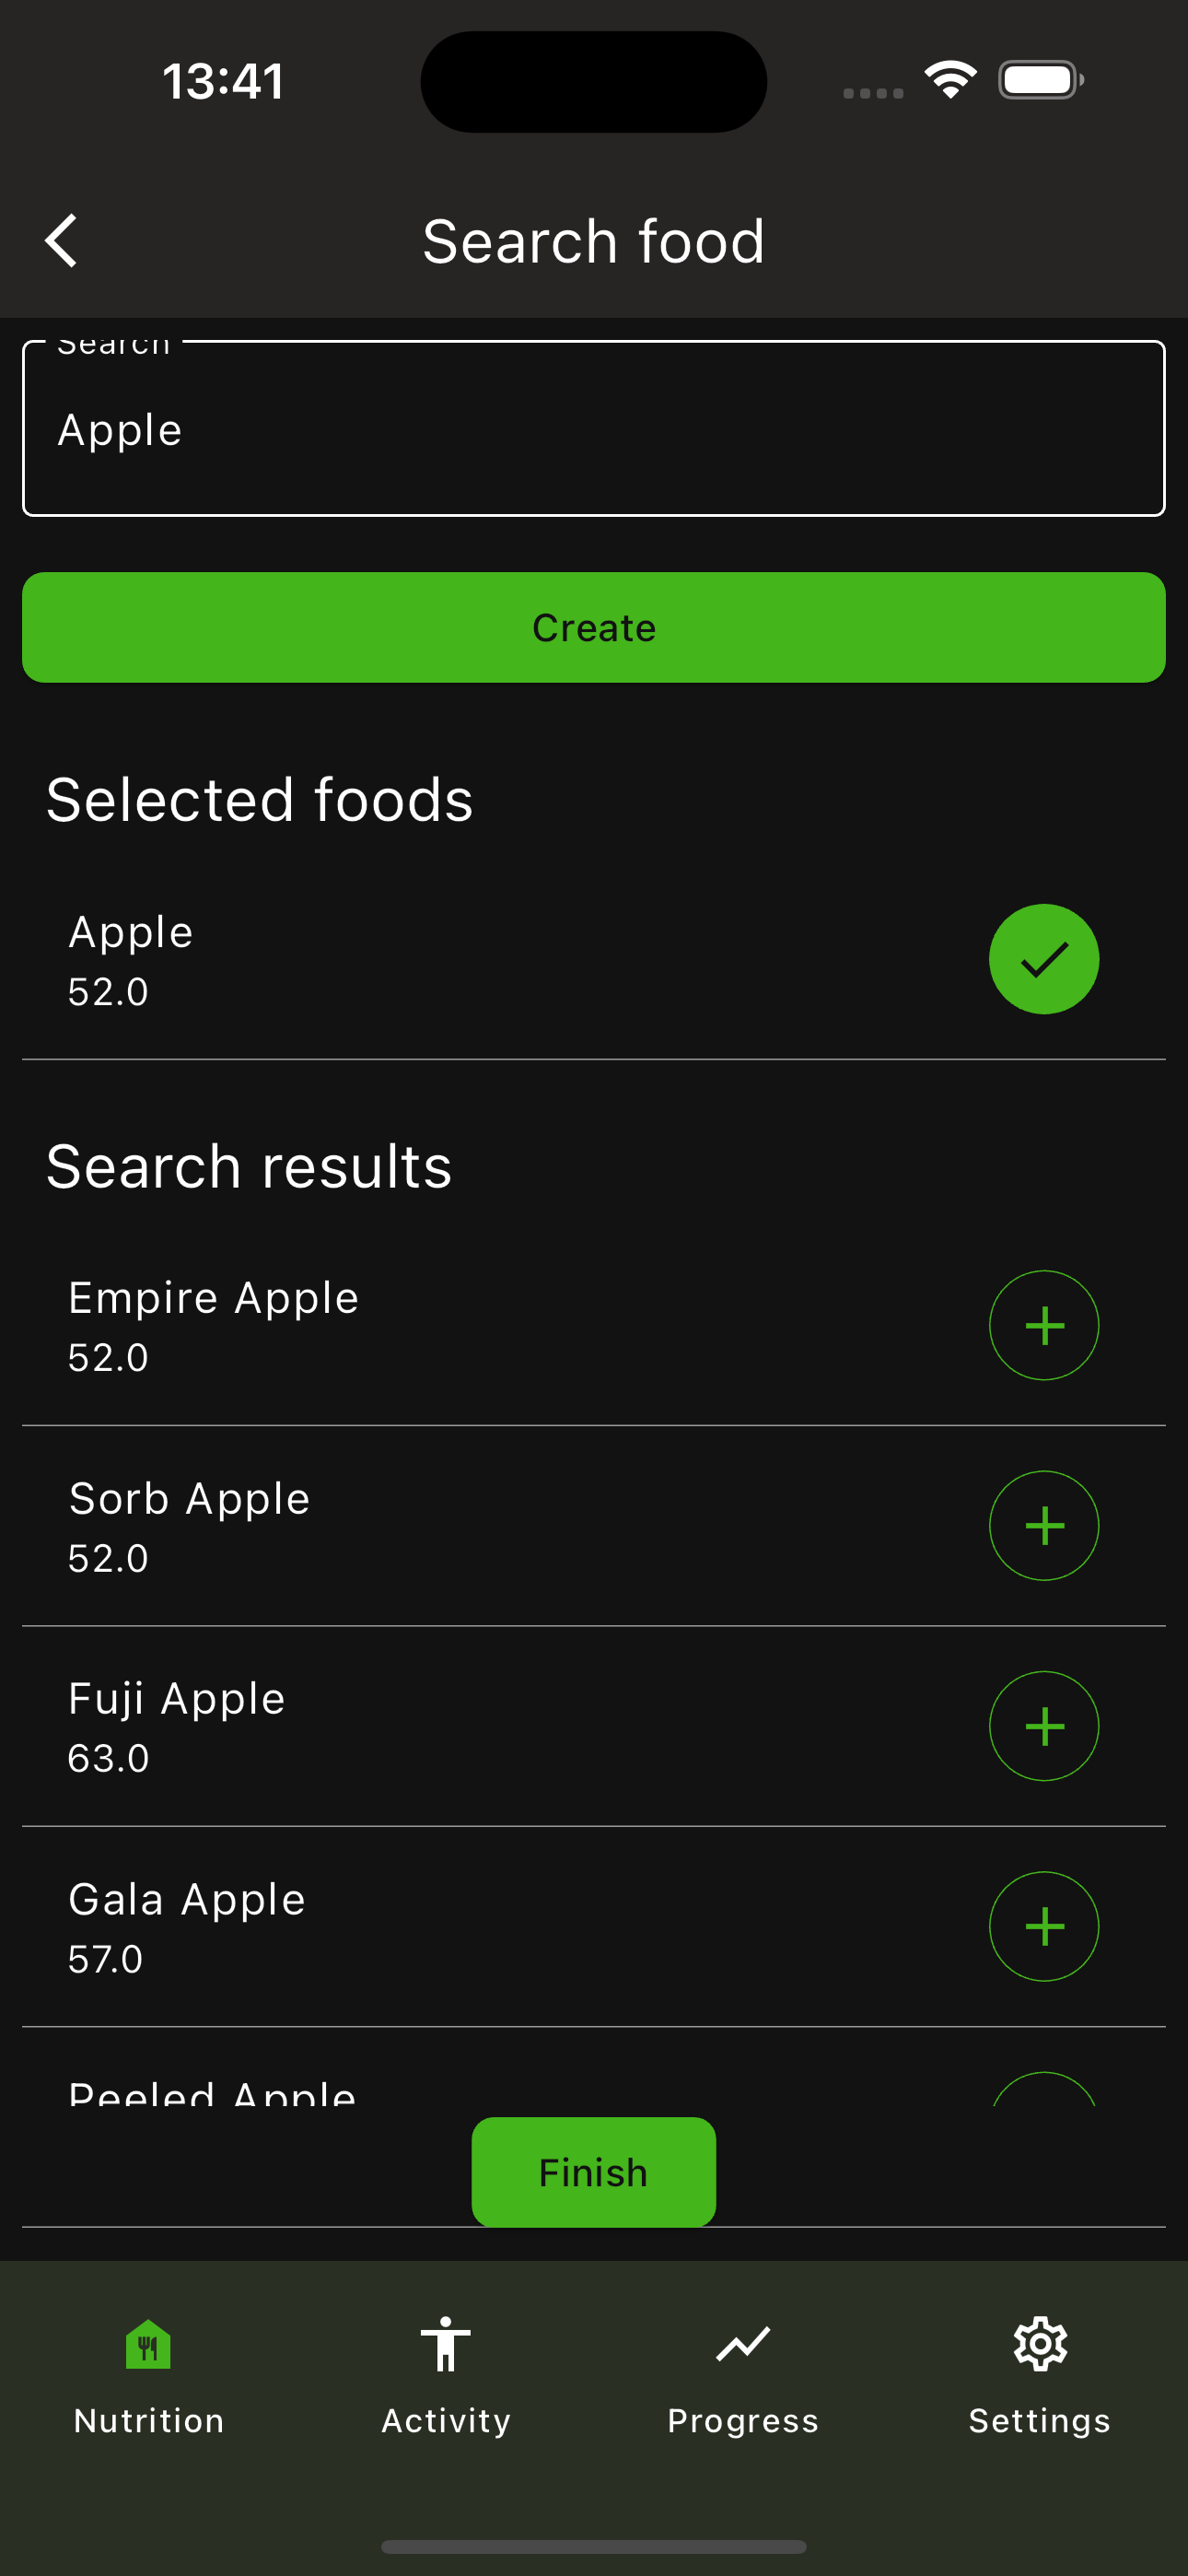 13:41
Search food
Search
Apple
Create
Selected foods
Apple
52.0
Search results
Empire Apple
52.0
Sorb Apple
52.0
Fuji Apple
63.0
Gala Apple
57.0
Peeled Apple
Finish
Nutrition
Activity
Progress
Settings